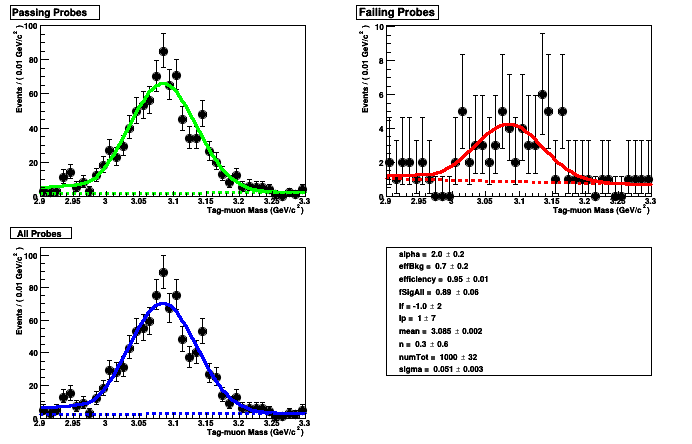 Passing Probes
Events / ( 0.01 GeV/c² )
100
80
60
40
20
0
2.9 2.95 3 3.05 3.1 3.15 3.2 3.25 3.3
Tag-muon Mass (GeV/c²)
Failing Probes
Events / ( 0.01 GeV/c² )
10
8
6
4
2
0
2.9 2.95 3 3.05 3.1 3.15 3.2 3.25 3.3
Tag-muon Mass (GeV/c²)
All Probes
Events / ( 0.01 GeV/c² )
100
80
60
40
20
0
2.9 2.95 3 3.05 3.1 3.15 3.2 3.25 3.3
Tag-muon Mass (GeV/c²)
alpha = 2.0 ± 0.2
effBkg = 0.7 ± 0.2
efficiency = 0.95 ± 0.01
fSigAll = 0.89 ± 0.06
lf = -1.0 ± 2
lp = 1 ± 7
mean = 3.085 ± 0.002
n = 0.3 ± 0.6
numTot = 1000 ± 32
sigma = 0.051 ± 0.003